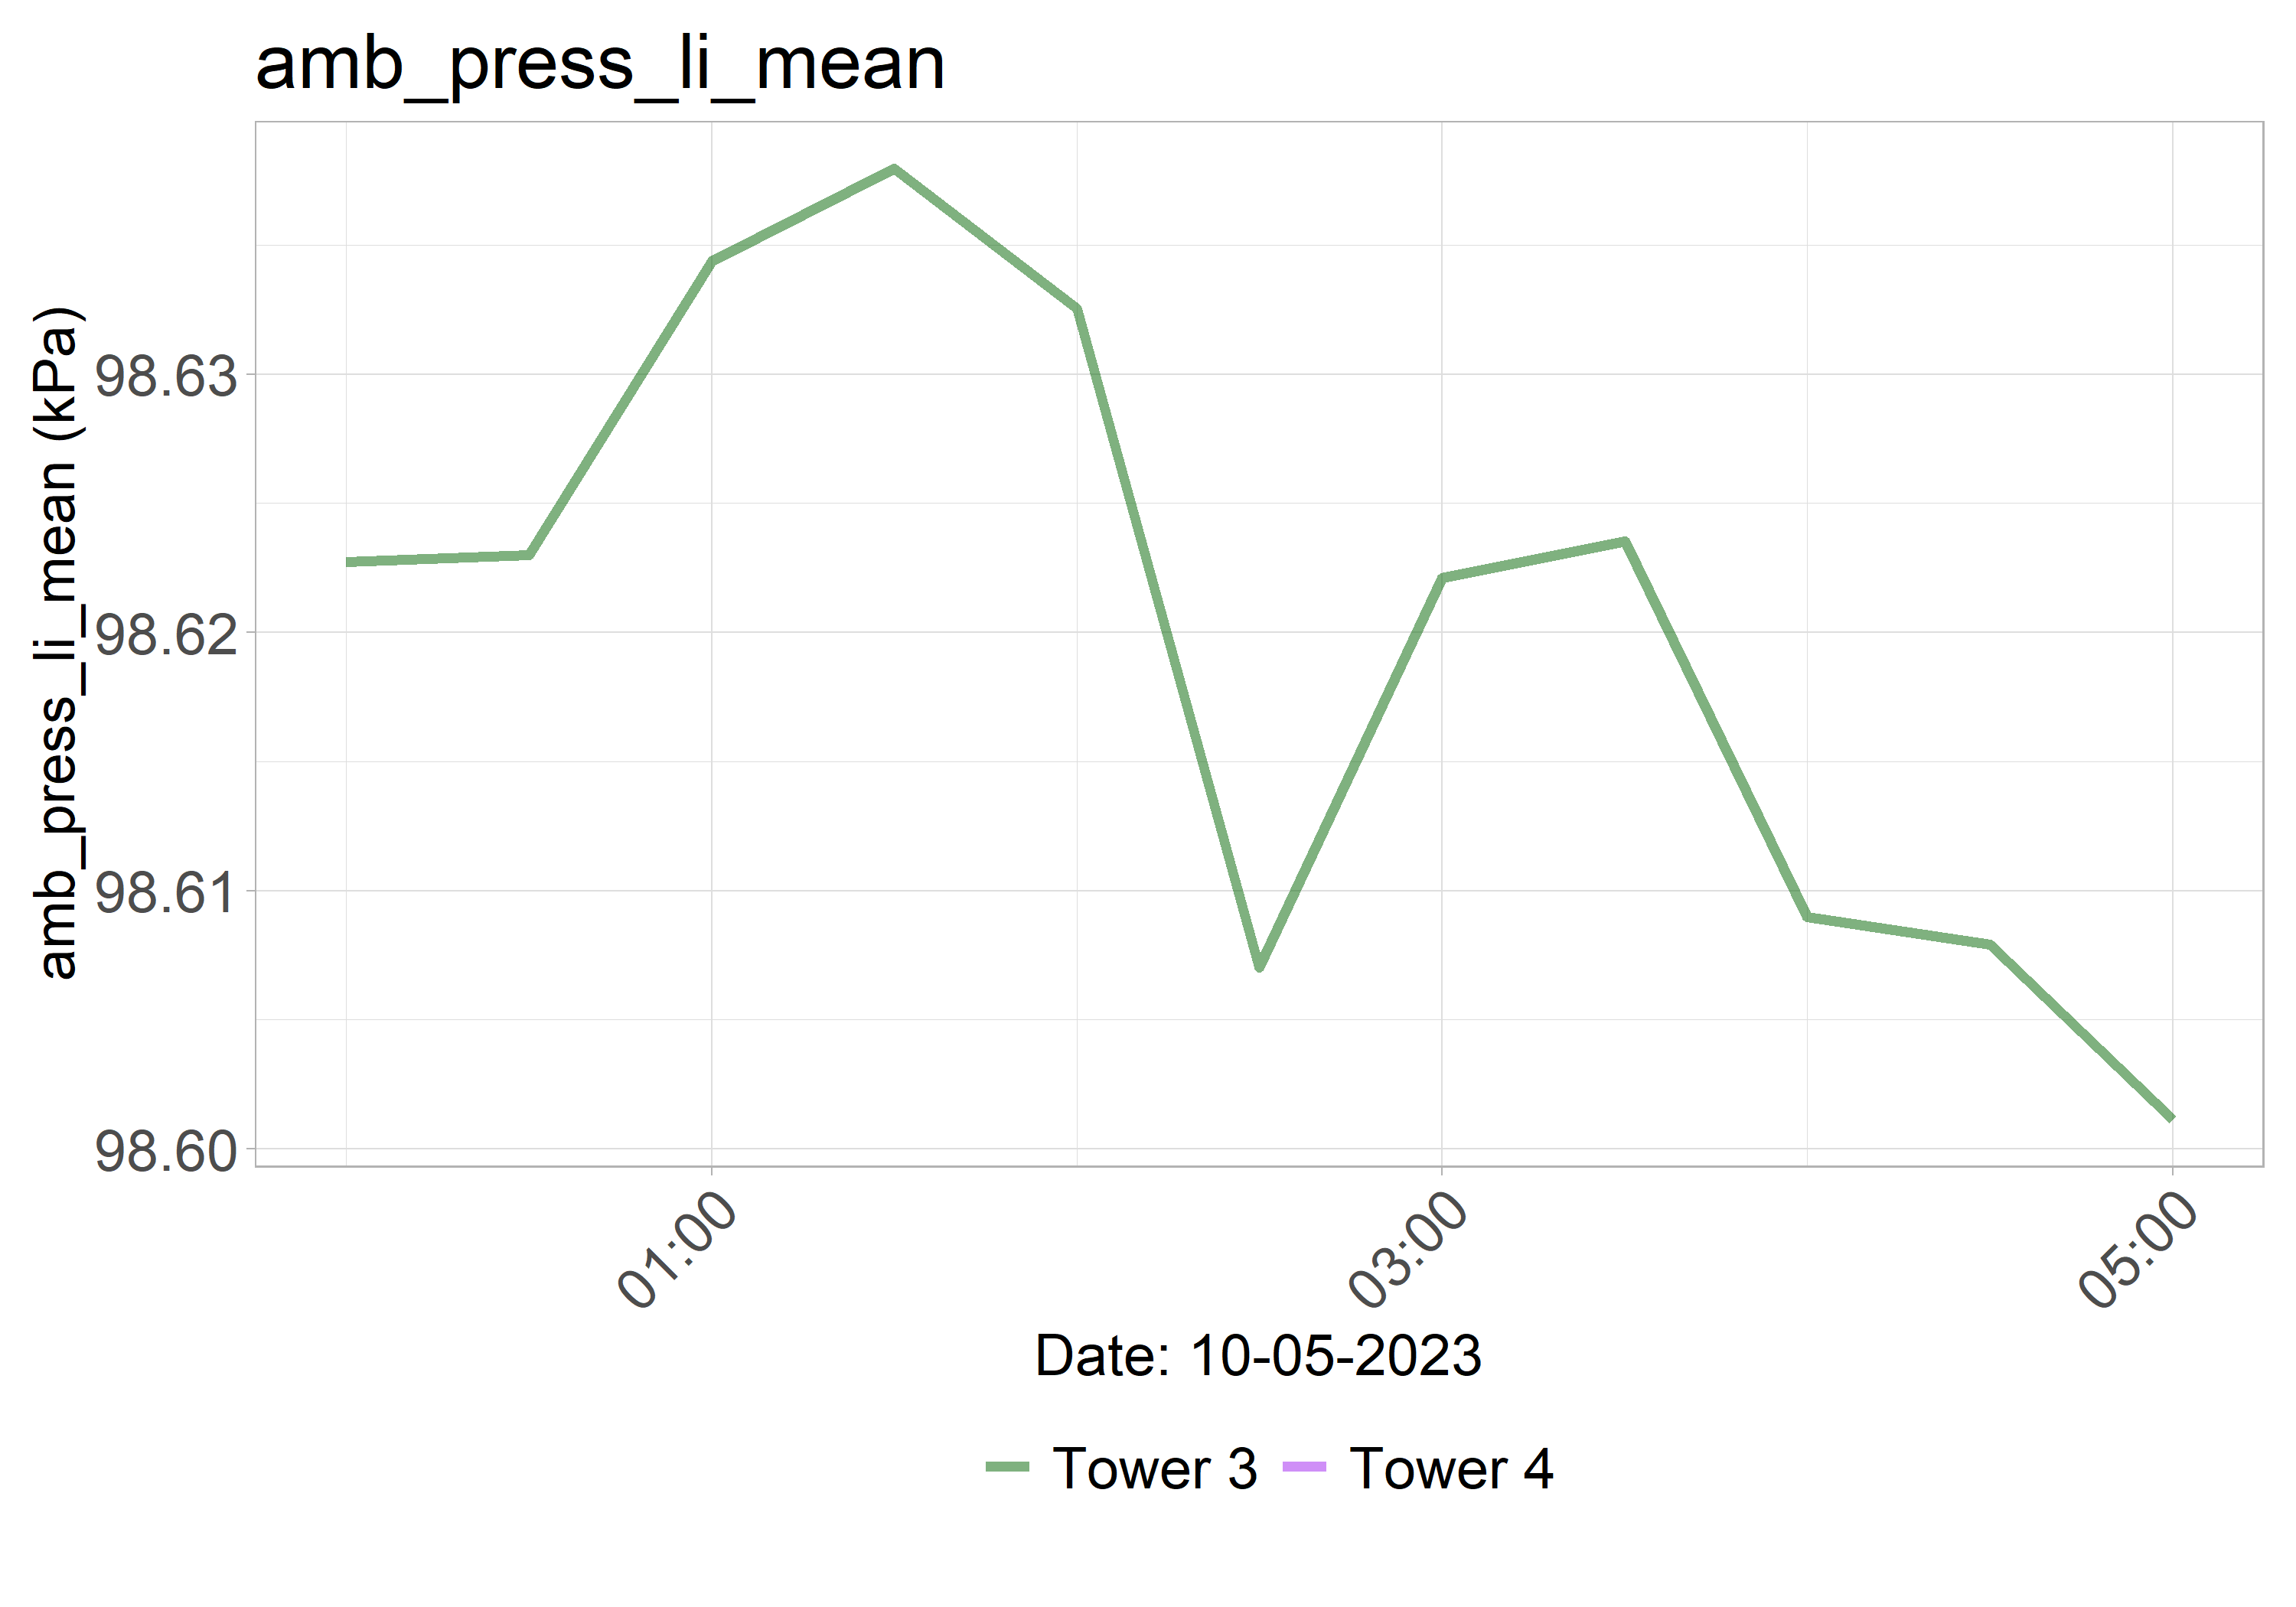 amb_press_li_mean
amb_press_li_mean (kPa)
98.63
98.62
98.61
98.60
01:00
03:00
05:00
Date: 10-05-2023
Tower 3
Tower 4